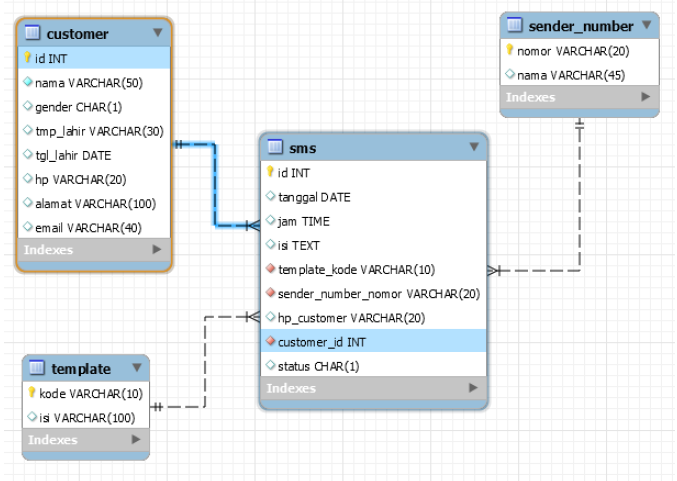 customer
id INT
nama VARCHAR(50)
gender CHAR(1)
tmp_lahir VARCHAR(30)
tgl_lahir DATE
hp VARCHAR(20)
alamat VARCHAR(100)
email VARCHAR(40)
Indexes
sender_number
nomor VARCHAR(20)
nama VARCHAR(45)
Indexes
sms
id INT
tanggal DATE
jam TIME
isi TEXT
template_kode VARCHAR(10)
sender_number_nomor VARCHAR(20)
hp_customer VARCHAR(20)
customer_id INT
status CHAR(1)
Indexes
template
kode VARCHAR(10)
isi VARCHAR(100)
Indexes